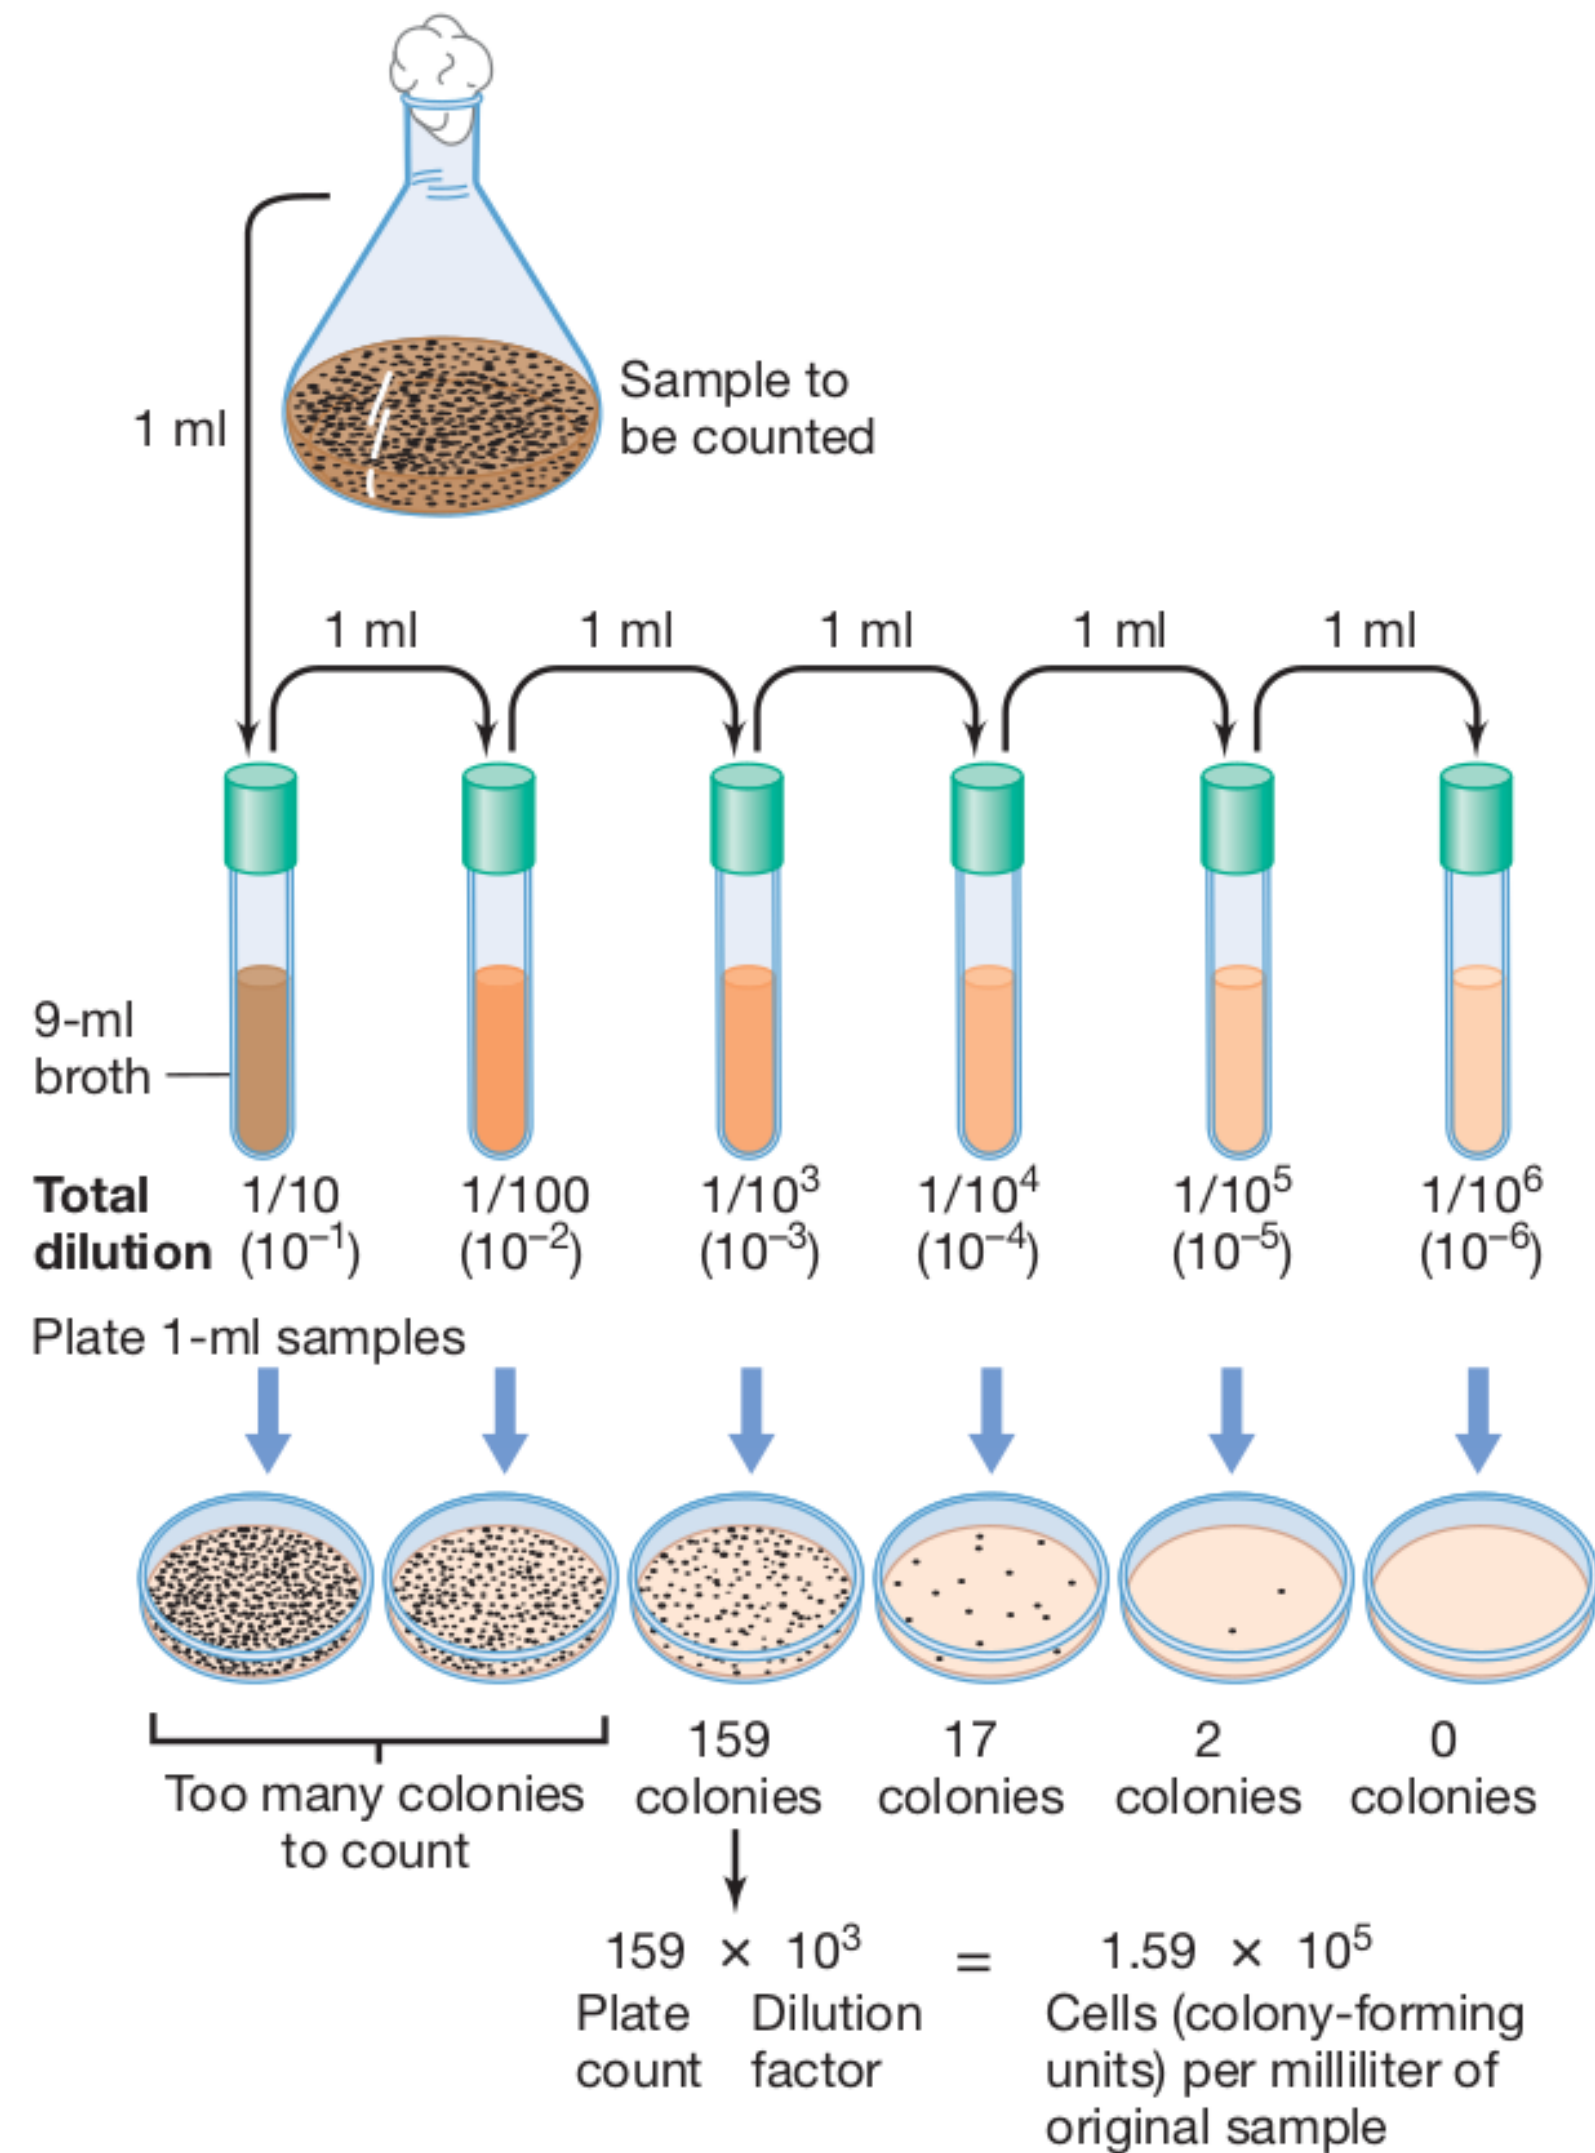 Sample to
be counted
1 ml
1 ml 1 ml 1 ml 1 ml 1 ml
9-ml
broth
Total 1/10 1/100 1/10³ 1/10⁴ 1/10⁵ 1/10⁶
dilution (10⁻¹) (10⁻²) (10⁻³) (10⁻⁴) (10⁻⁵) (10⁻⁶)
Plate 1-ml samples
159 17 2 0
colonies colonies colonies colonies
Too many colonies
to count
159 × 10³ = 1.59 × 10⁵
Plate Dilution Cells (colony-forming
count factor units) per milliliter of
original sample